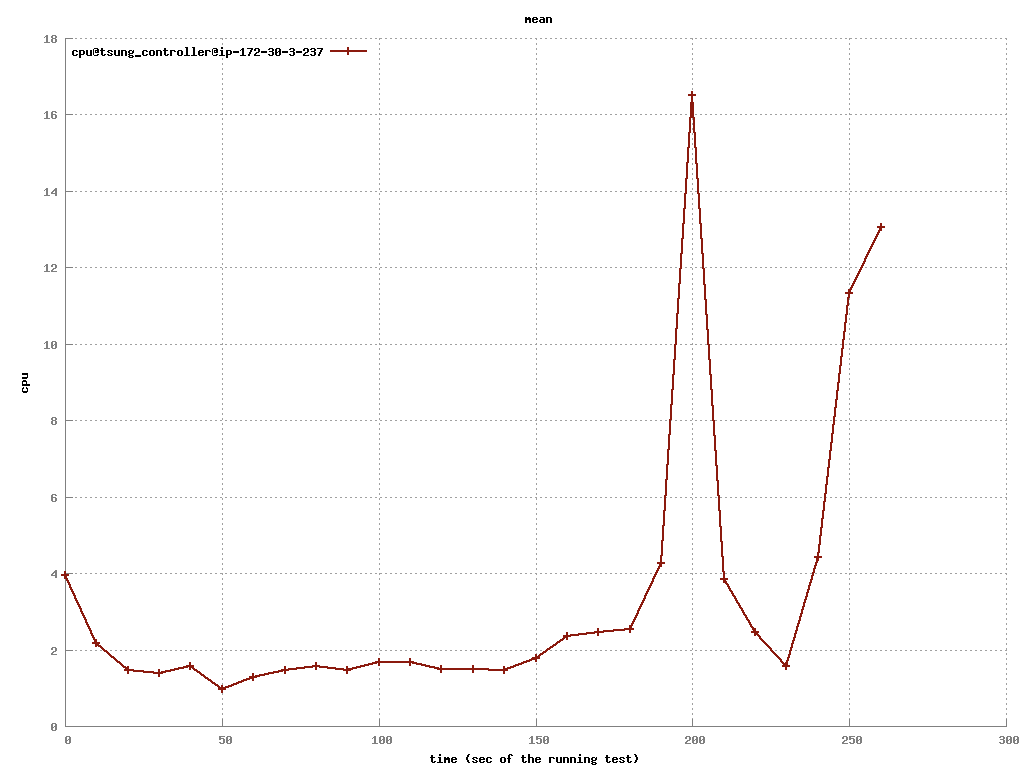 mean
cpu@tsung_controller@ip-172-30-3-237
18
16
14
12
10
8
6
4
2
0
cpu
0 50 100 150 200 250 300
time (sec of the running test)